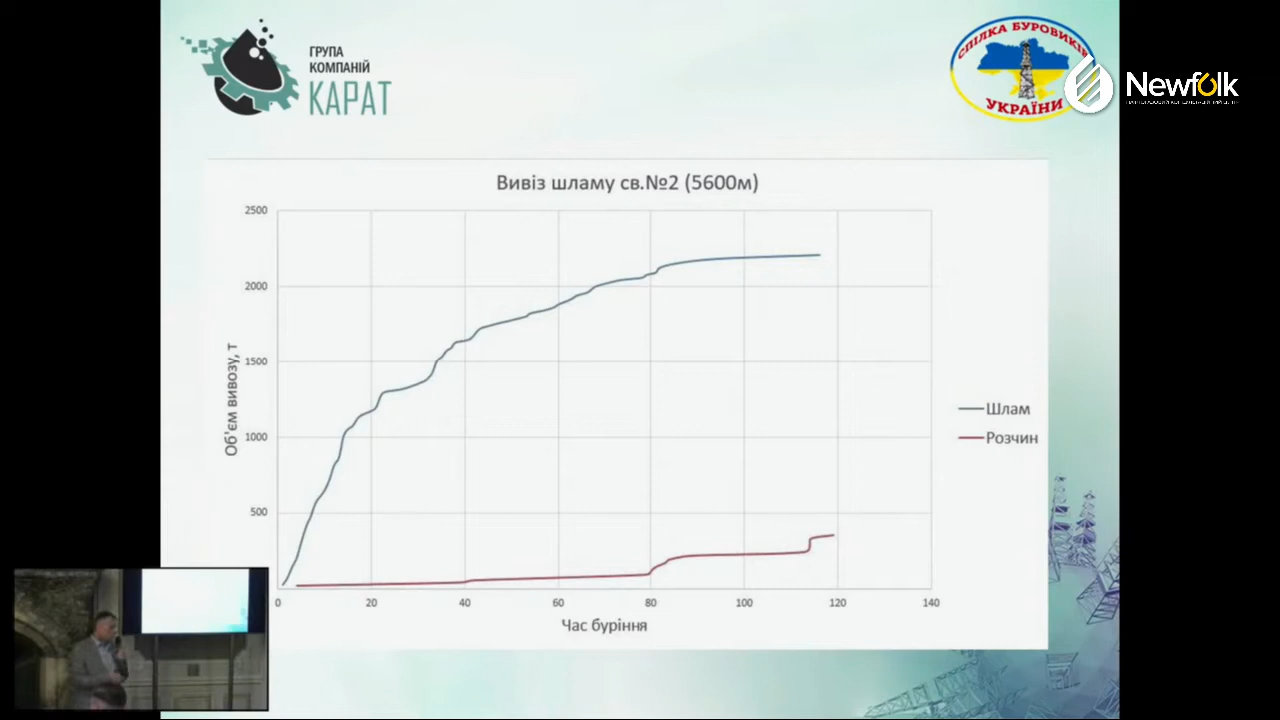 ГРУПА
КОМПАНІЙ
КАРАТ
СПІЛКА БУРОВИКІВ
УКРАЇНИ
Newfolk
Вивіз шламу св.№2 (5600м)
Об'єм вивозу, т
2500
2000
1500
1000
500
0
20
40
60
80
100
120
140
Час буріння
Шлам
Розчин